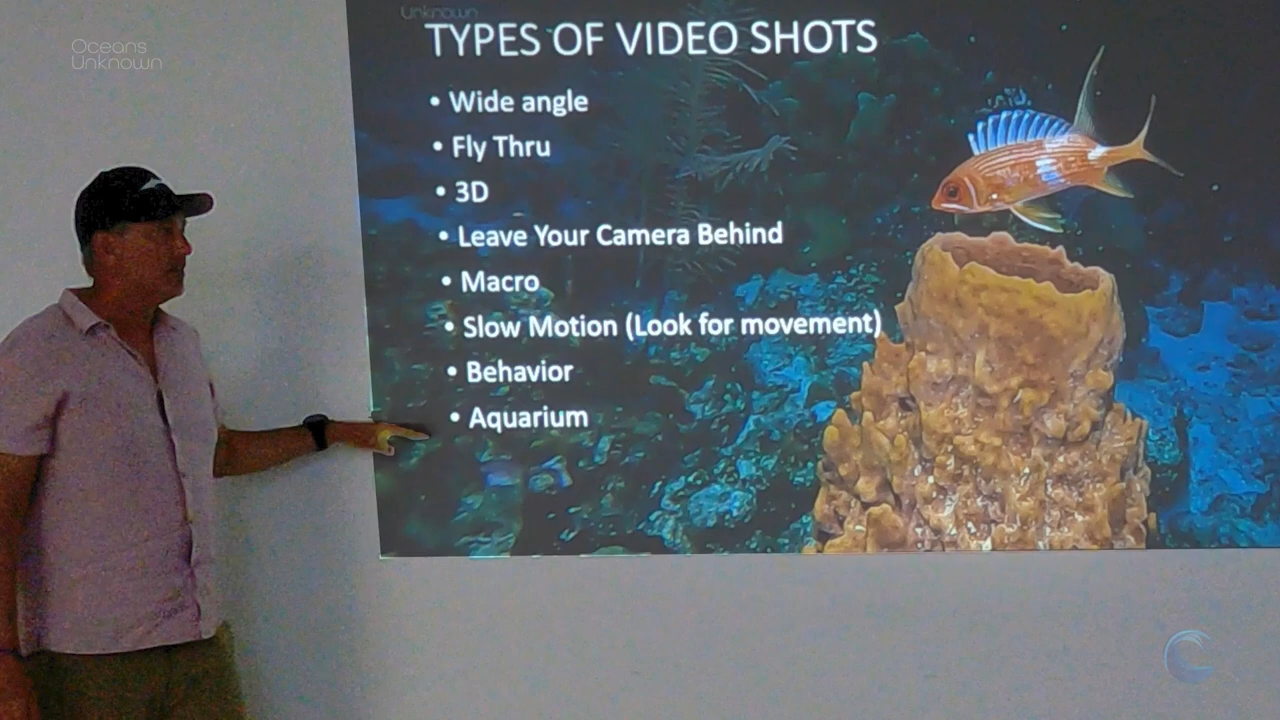 Oceans
Unknown
Unknown
TYPES OF VIDEO SHOTS
• Wide angle
• Fly Thru
• 3D
• Leave Your Camera Behind
• Macro
• Slow Motion (Look for movement)
• Behavior
• Aquarium